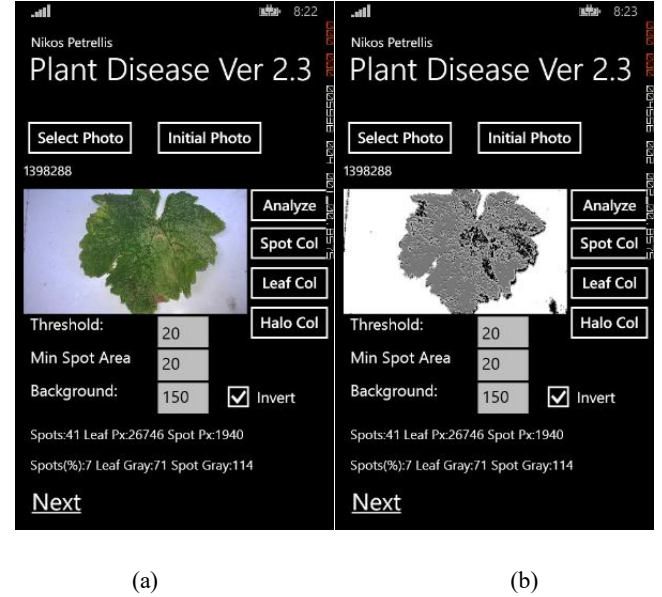 8:22
Nikos Petrellis
Plant Disease Ver 2.3
Select Photo
Initial Photo
1398288
Analyze
Spot Col
Leaf Col
Halo Col
Threshold: 20
Min Spot Area 20
Background: 150
Invert
Spots:41 Leaf Px:26746 Spot Px:1940
Spots(%):7 Leaf Gray:71 Spot Gray:114
Next
(a)
8:23
Nikos Petrellis
Plant Disease Ver 2.3
Select Photo
Initial Photo
1398288
Analyze
Spot Col
Leaf Col
Halo Col
Threshold: 20
Min Spot Area 20
Background: 150
Invert
Spots:41 Leaf Px:26746 Spot Px:1940
Spots(%):7 Leaf Gray:71 Spot Gray:114
Next
(b)